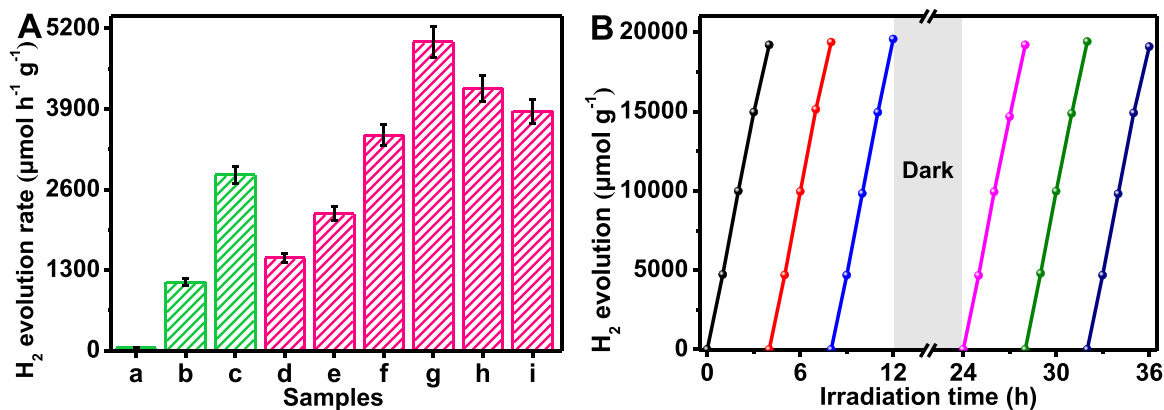 A
H2 evolution rate (μmol h-1 g-1)
5200
3900
2600
1300
0
a b c d e f g h i
Samples
B
H2 evolution (μmol g-1)
20000
15000
10000
5000
0
Dark
0 6 12 24 30 36
Irradiation time (h)